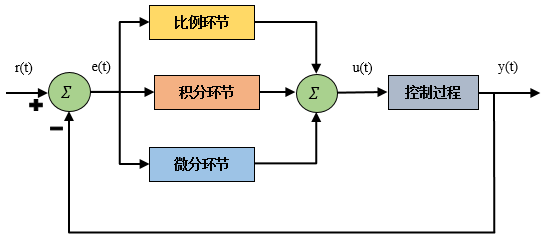 比例环节
r(t)
e(t)
u(t)
y(t)
Σ
积分环节
Σ
控制过程
微分环节